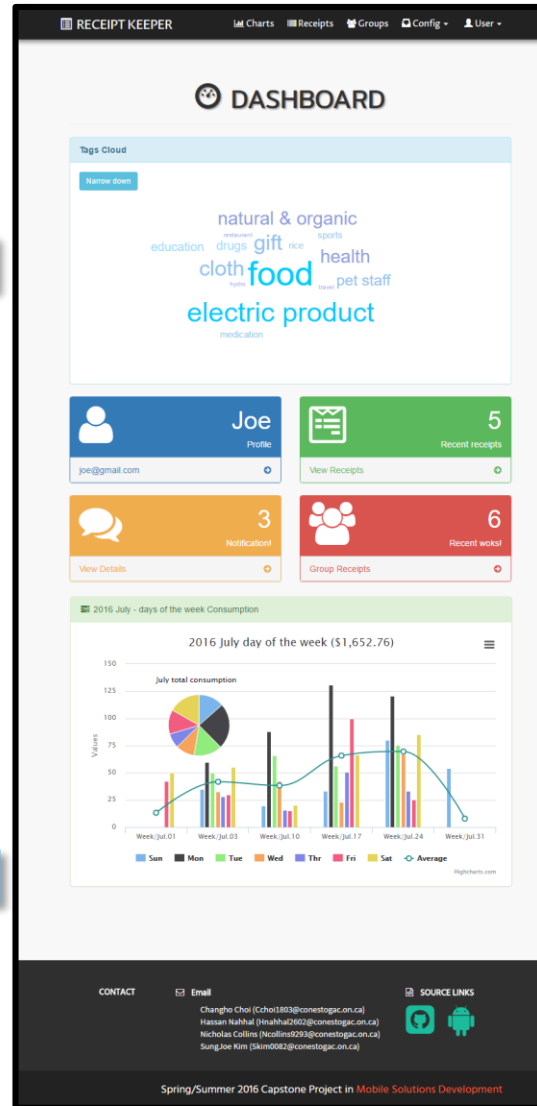 RECEIPT KEEPER
Charts Receipts Groups Config User
DASHBOARD
Tags Cloud
Narrow down
natural & organic
restaurant sports
education drugs gift rice
health
cloth food
hydro travel pet staff
electric product
medication
Joe
Profile
joe@gmail.com
5
Recent receipts
View Receipts
3
Notification!
View Details
6
Recent woks!
Group Receipts
2016 July - days of the week Consumption
2016 July day of the week ($1,652.76)
July total consumption
Values
150
125
100
75
50
25
0
Week/Jul.01 Week/Jul.03 Week/Jul.10 Week/Jul.17 Week/Jul.24 Week/Jul.31
Sun Mon Tue Wed Thr Fri Sat Average
Highcharts.com
CONTACT
Email
Changho Choi (Cchoi1803@conestogac.on.ca)
Hassan Nahhal (Hnahhal2602@conestogac.on.ca)
Nicholas Collins (Ncollins9293@conestogac.on.ca)
SungJoe Kim (Skim0082@conestogac.on.ca)
SOURCE LINKS
Spring/Summer 2016 Capstone Project in Mobile Solutions Development